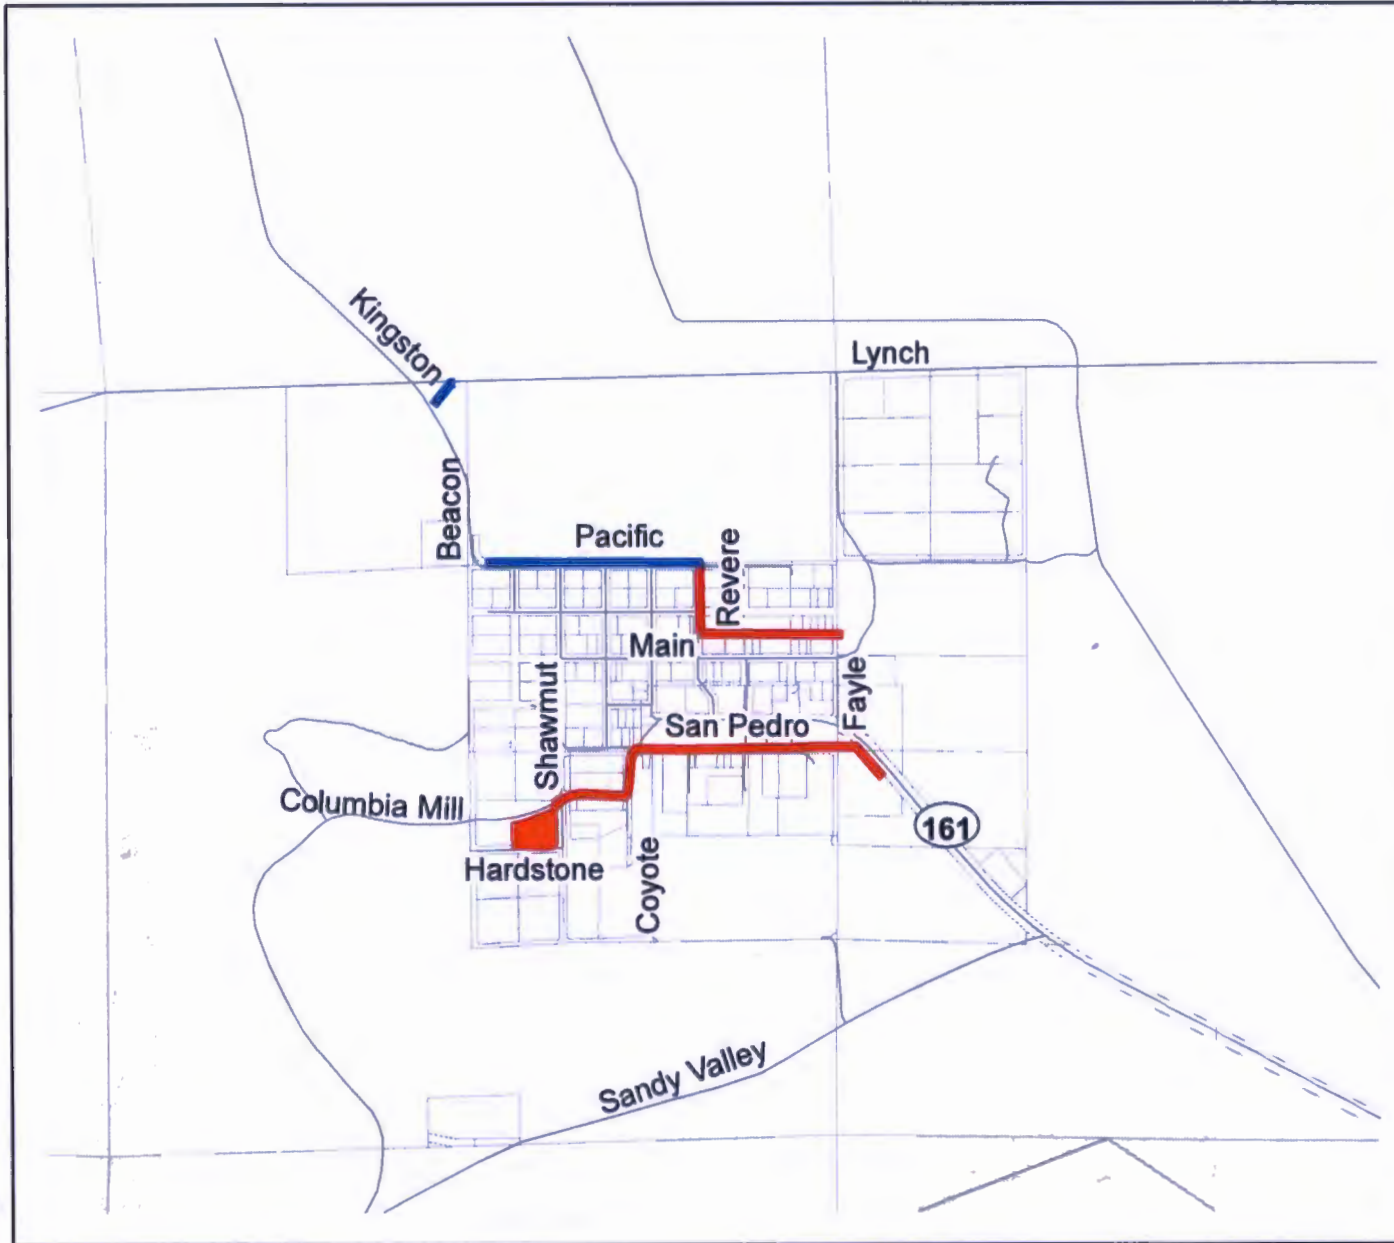 Kingston
Lynch
Beacon
Pacific
Revere
Main
Shawmut
Fayle
San Pedro
Columbia Mill
161
Hardstone
Coyote
Sandy Valley